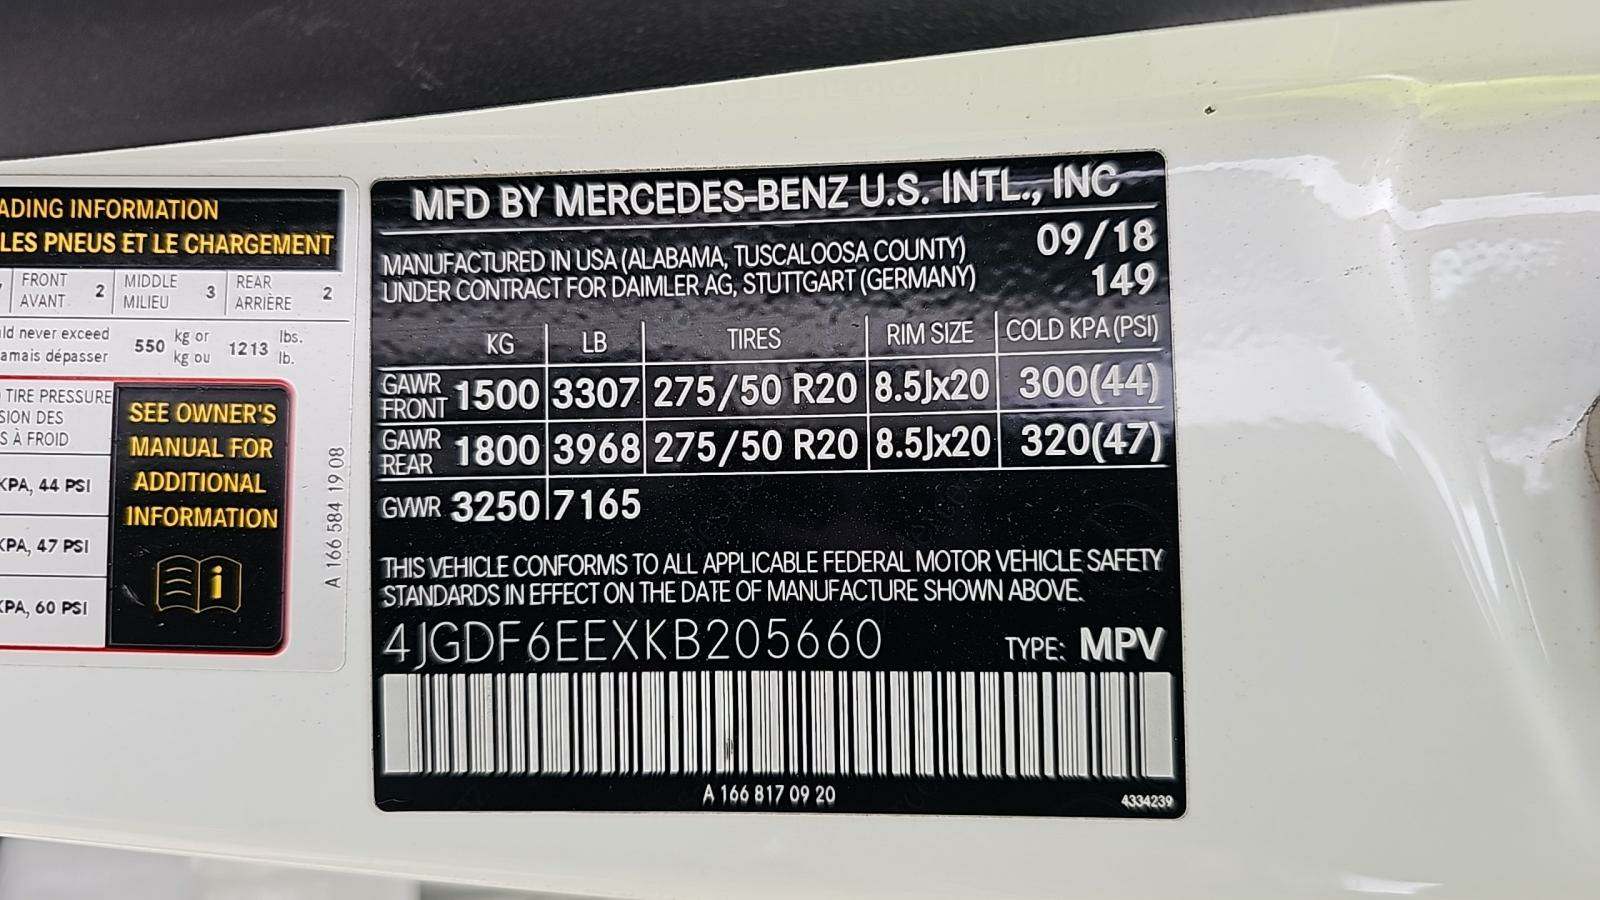 ADING INFORMATION
LES PNEUS ET LE CHARGEMENT
FRONT
AVANT 2
MIDDLE
MILIEU 3
REAR
ARRIÈRE 2
never exceed
dépasser
550 kg or
kg ou
1213 lbs.
lb.
TIRE PRESSURE
DES
À FROID
KPA, 44 PSI
KPA, 47 PSI
KPA, 60 PSI
SEE OWNER'S
MANUAL FOR
ADDITIONAL
INFORMATION
A 166 584 19 08
MFD BY MERCEDES-BENZ U.S. INTL., INC
MANUFACTURED IN USA (ALABAMA, TUSCALOOSA COUNTY) 09/18
UNDER CONTRACT FOR DAIMLER AG, STUTTGART (GERMANY) 149
KG LB TIRES RIM SIZE COLD KPA (PSI)
GAWR FRONT 1500 3307 275/50 R20 8.5Jx20 300(44)
GAWR REAR 1800 3968 275/50 R20 8.5Jx20 320(47)
GVWR 3250 7165
THIS VEHICLE CONFORMS TO ALL APPLICABLE FEDERAL MOTOR VEHICLE SAFETY
STANDARDS IN EFFECT ON THE DATE OF MANUFACTURE SHOWN ABOVE.
4JGDF6EEXKB205660 TYPE: MPV
A 166 817 09 20
4334239